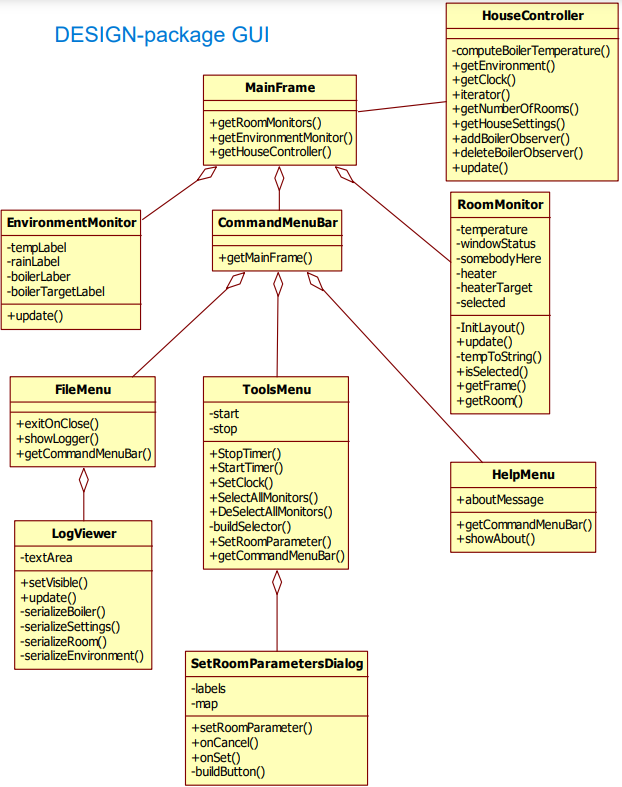 DESIGN-package GUI
HouseController
-computeBoilerTemperature()
+getEnvironment()
+getClock()
+iterator()
+getNumberOfRooms()
+getHouseSettings()
+addBoilerObserver()
+deleteBoilerObserver()
+update()
MainFrame
+getRoomMonitors()
+getEnvironmentMonitor()
+getHouseController()
EnvironmentMonitor
-tempLabel
-rainLabel
-boilerLaber
-boilerTargetLabel
+update()
CommandMenuBar
+getMainFrame()
RoomMonitor
-temperature
-windowStatus
-somebodyHere
-heater
-heaterTarget
-selected
-InitLayout()
+update()
-tempToString()
+isSelected()
+getFrame()
+getRoom()
FileMenu
+exitOnClose()
+showLogger()
+getCommandMenuBar()
ToolsMenu
-start
-stop
+StopTimer()
+StartTimer()
+SetClock()
+SelectAllMonitors()
+DeSelectAllMonitors()
-buildSelector()
+SetRoomParameter()
+getCommandMenuBar()
HelpMenu
+aboutMessage
+getCommandMenuBar()
+showAbout()
LogViewer
-textArea
+setVisible()
+update()
-serializeBoiler()
-serializeSettings()
-serializeRoom()
-serializeEnvironment()
SetRoomParametersDialog
-labels
-map
+setRoomParameter()
+onCancel()
+onSet()
-buildButton()